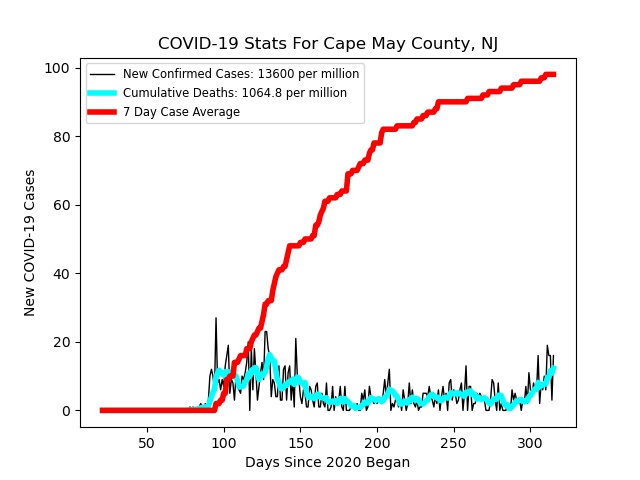 COVID-19 Stats For Cape May County, NJ
New Confirmed Cases: 13600 per million
Cumulative Deaths: 1064.8 per million
7 Day Case Average
New COVID-19 Cases
100
80
60
40
20
0
50 100 150 200 250 300
Days Since 2020 Began